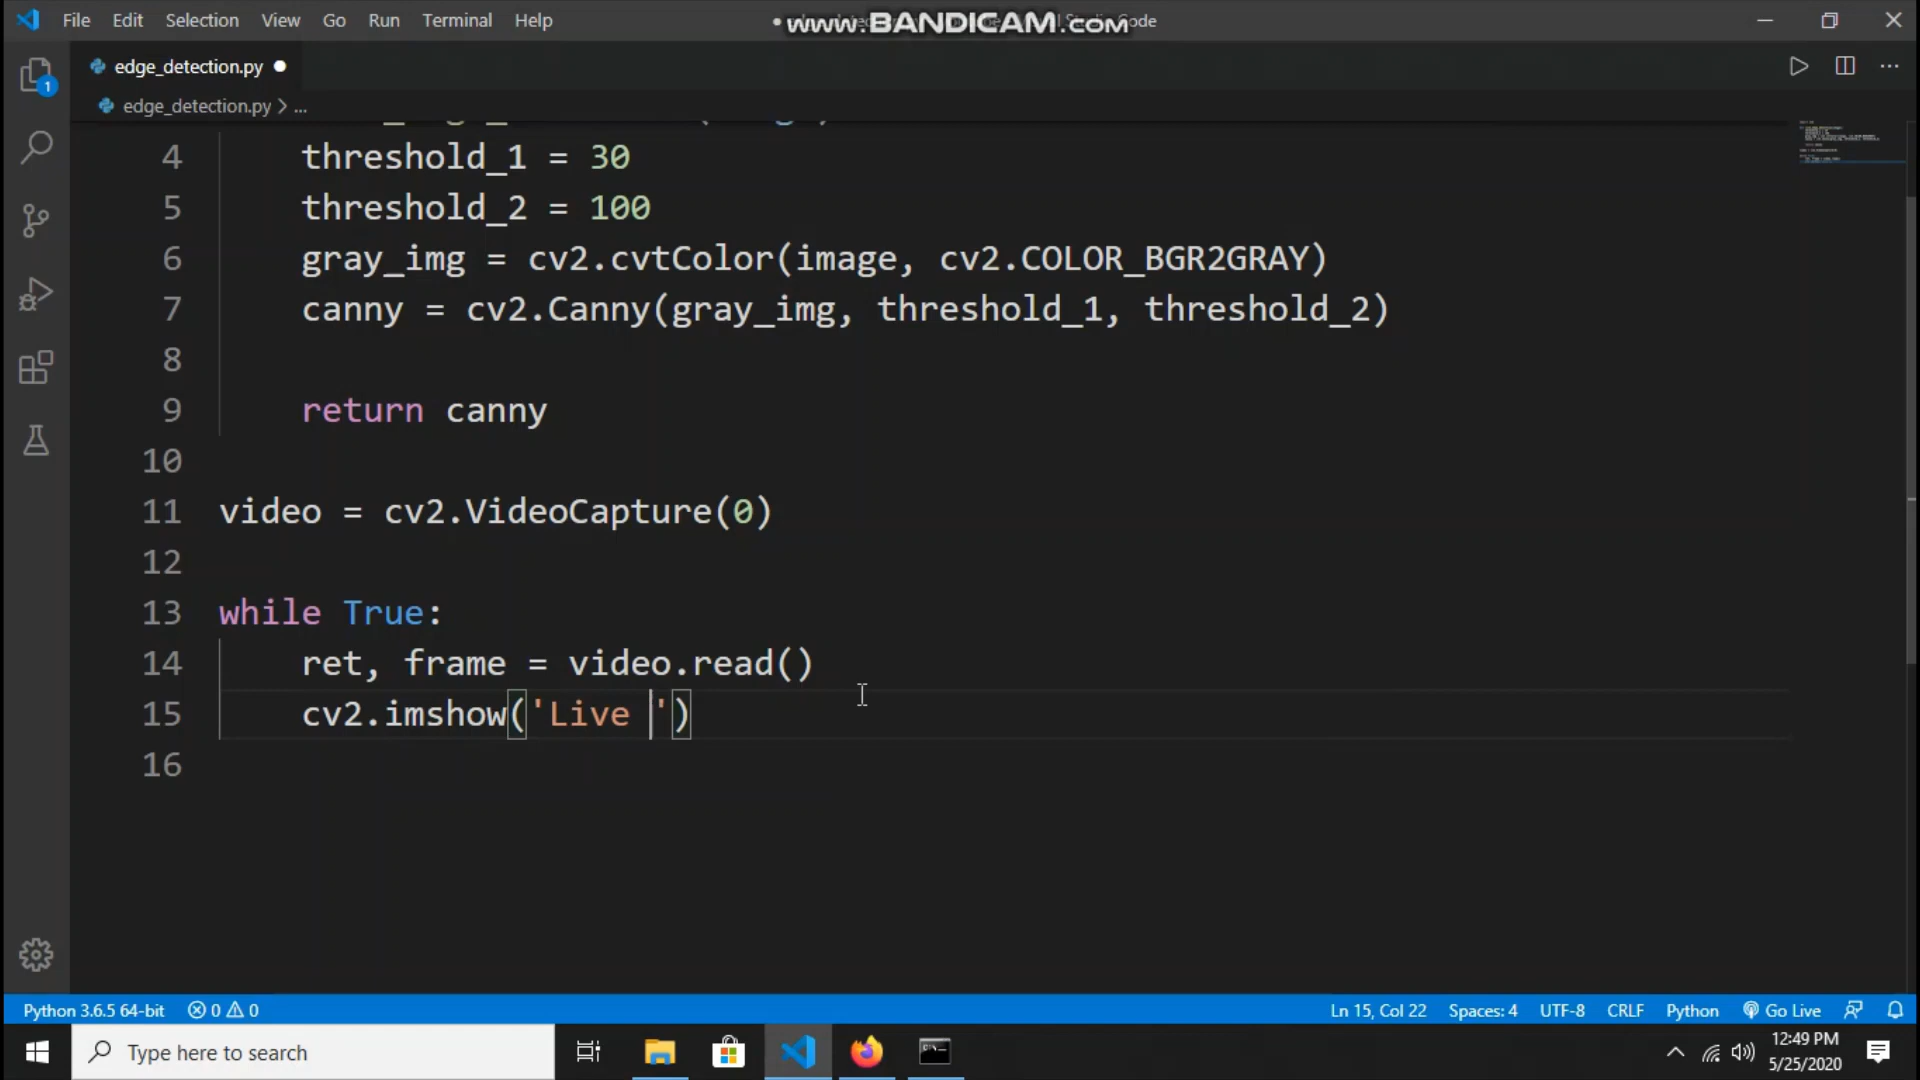 File Edit Selection View Go Run Terminal Help
www.BANDICAM.com
Code
edge_detection.py
edge_detection.py > ...
1
4 threshold_1 = 30
5 threshold_2 = 100
6 gray_img = cv2.cvtColor(image, cv2.COLOR_BGR2GRAY)
7 canny = cv2.Canny(gray_img, threshold_1, threshold_2)
8
9 return canny
10
11 video = cv2.VideoCapture(0)
12
13 while True:
14 ret, frame = video.read()
15 cv2.imshow('Live ')
16
Python 3.6.5 64-bit 0 0 Ln 15, Col 22 Spaces: 4 UTF-8 CRLF Python Go Live
Type here to search
12:49 PM
5/25/2020